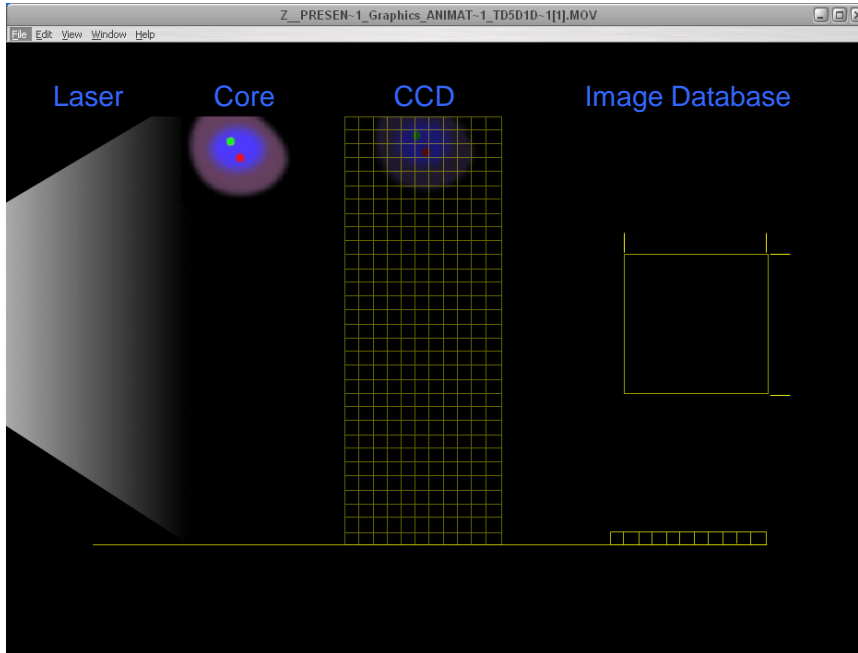 Z__PRESEN~1_Graphics_ANIMAT~1_TD5D1D~1[1].MOV
File Edit View Window Help
Laser Core CCD Image Database